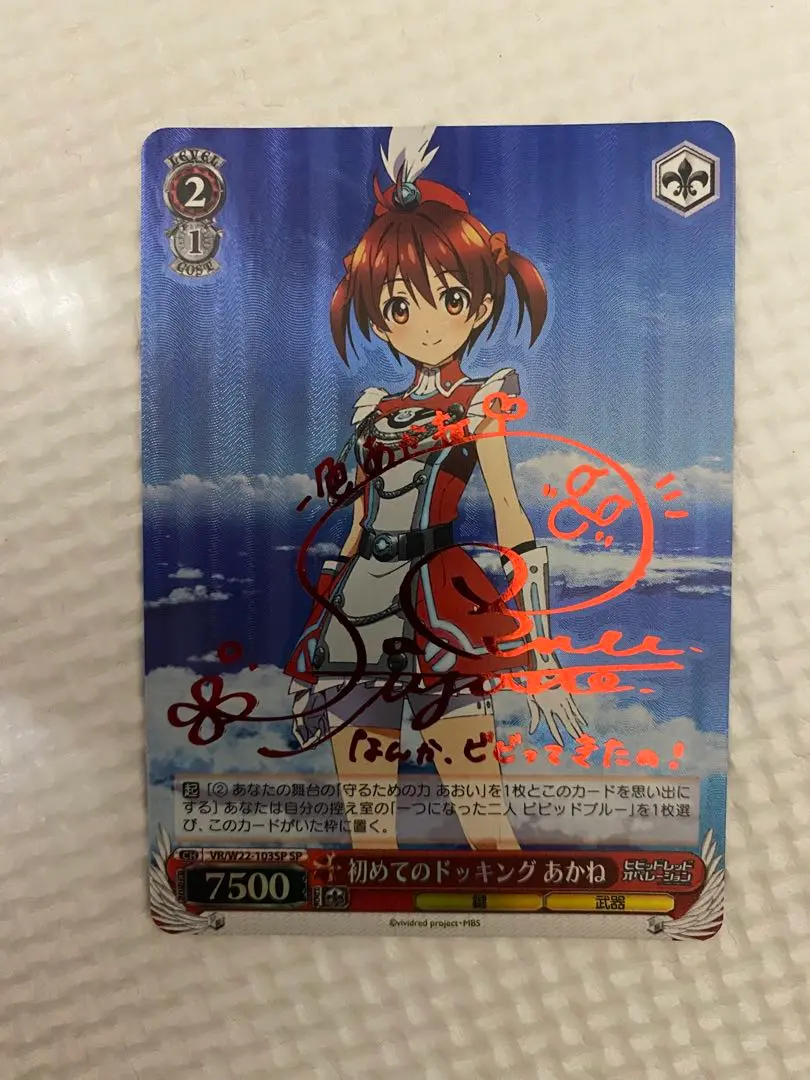 LEVEL
2
1
COST
一色あかね
なんか、ビビってきたの!
起 [② あなたの舞台の「守るための力 あおい」を1枚とこのカードを思い出に
する] あなたは自分の控え室の「一つになった二人 ビビッドブルー」を1枚選
び、このカードがいた枠に置く。
CH VR/W22-103SP SP
7500
初めてのドッキング あかね
ビビッドレッド
オペレーション
鍵
武器
©vividred project・MBS